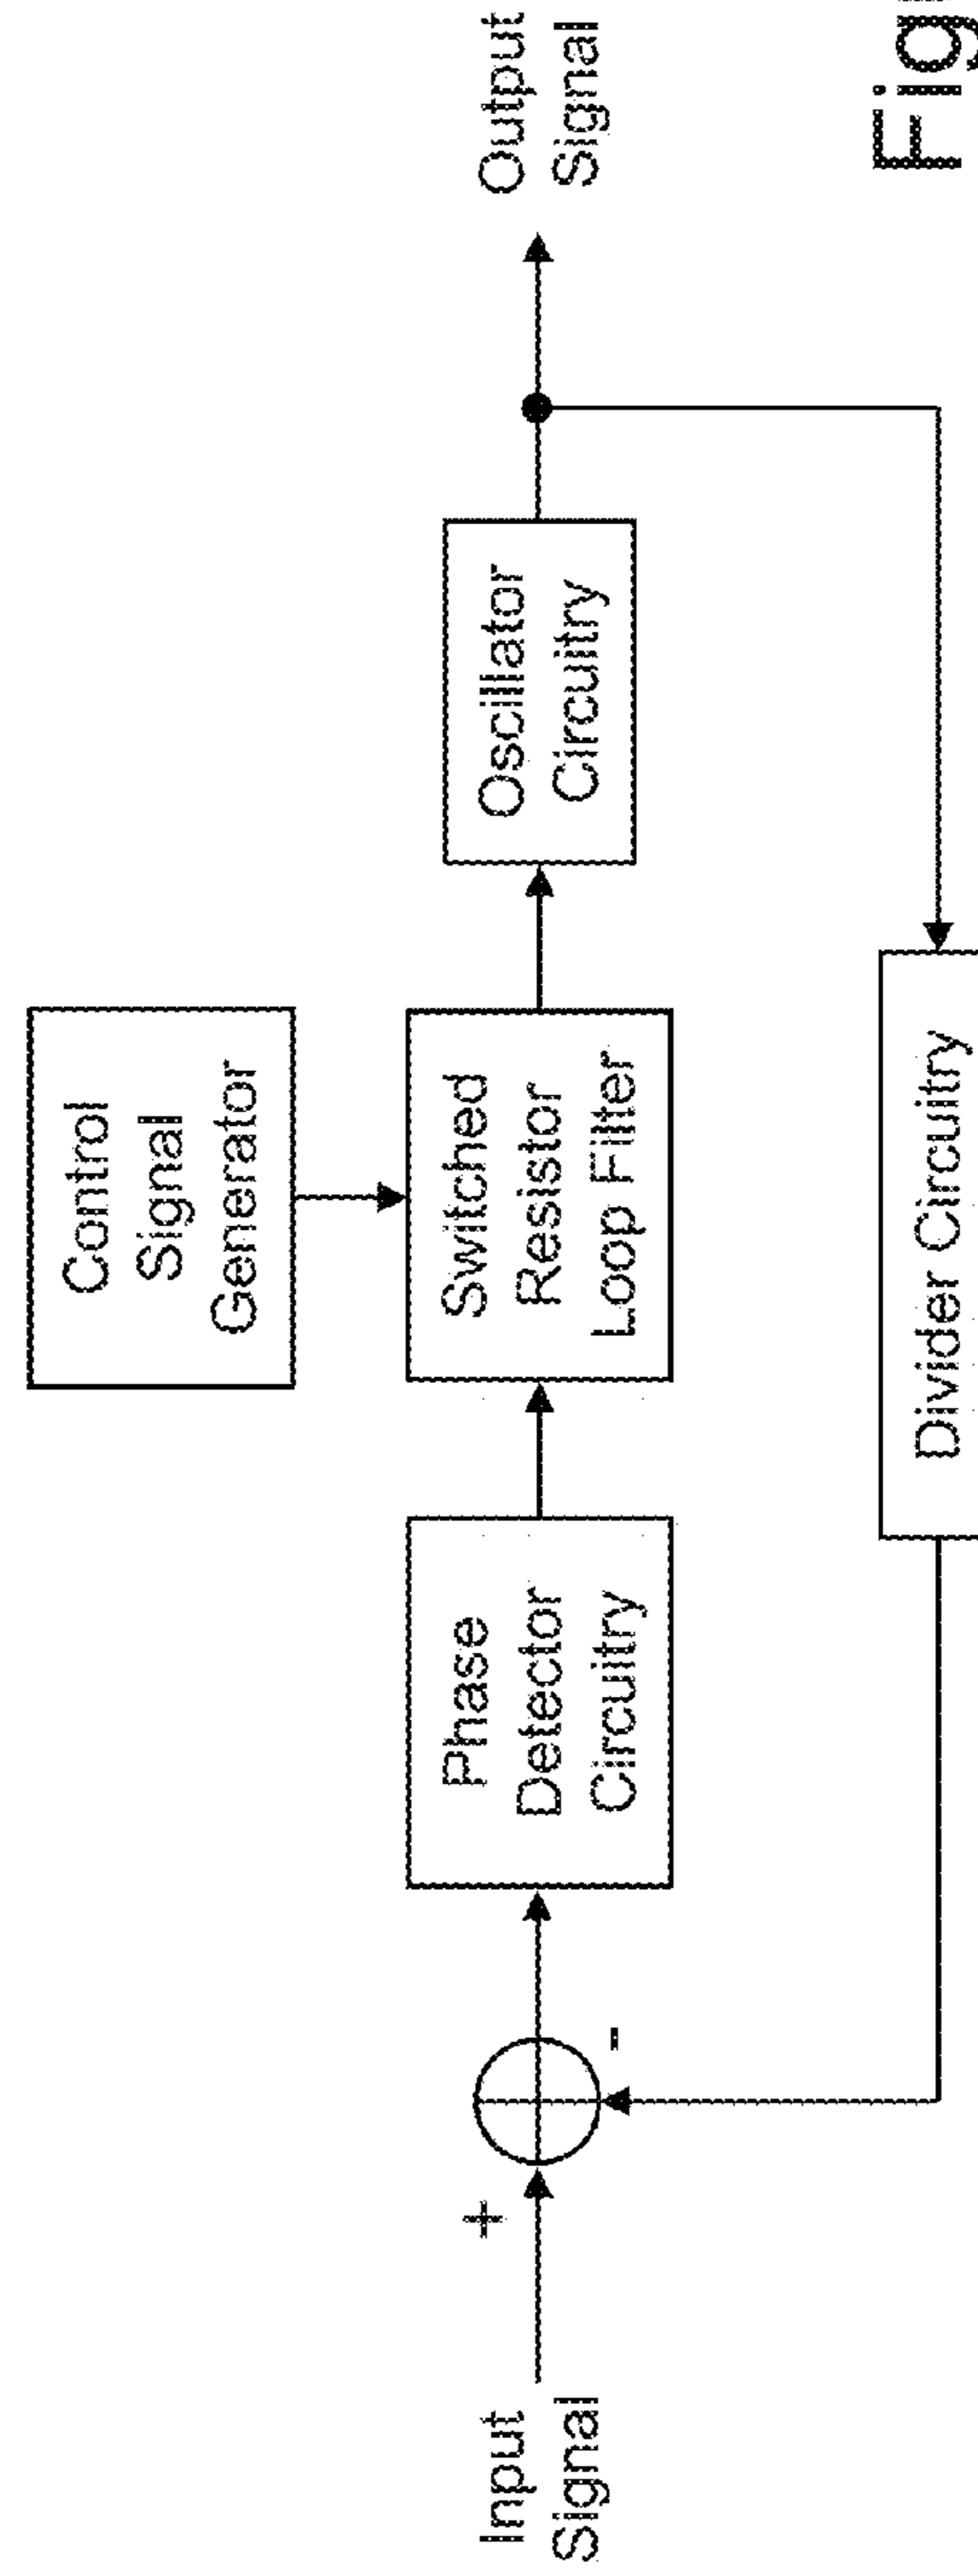 Control
Signal
Generator
Input
Signal
+
-
Phase
Detector
Circuitry
Switched
Resistor
Loop Filter
Oscillator
Circuitry
Output
Signal
Divider Circuitry
Fig